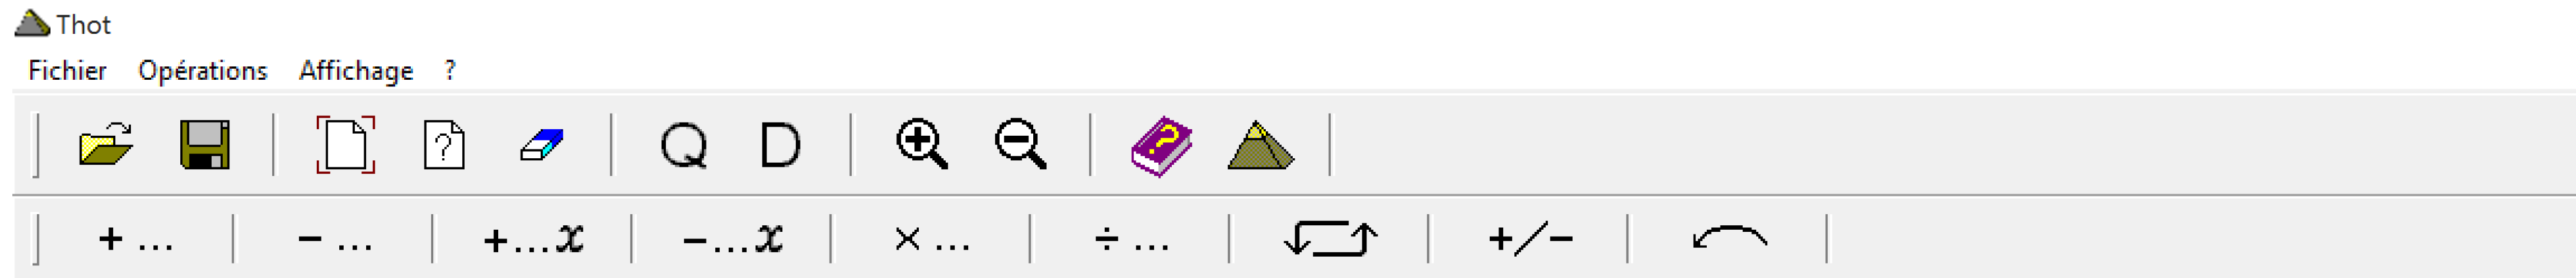 Thot
Fichier Opérations Affichage ?
? Q D ?
+ ... − ... +...x −...x × ... ÷ ... +/−